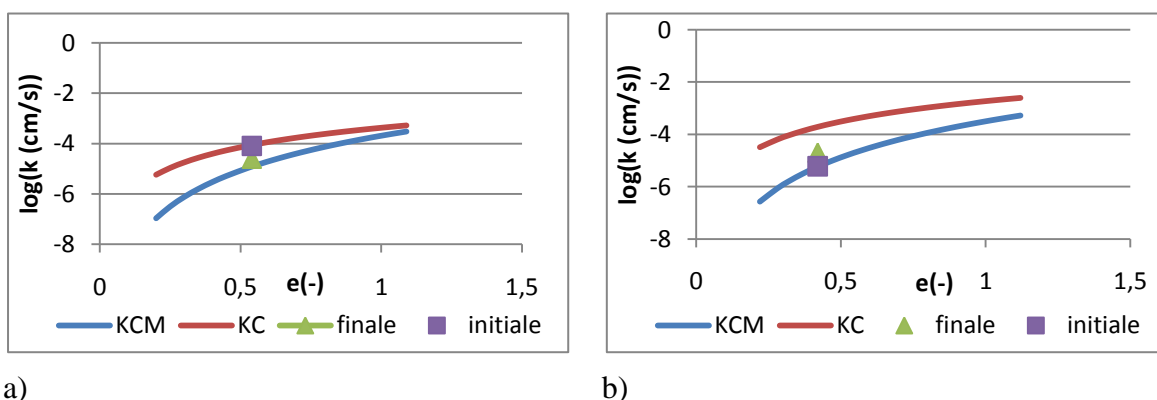 0
-2
-4
-6
-8
log(k (cm/s))
0 0,5 1 1,5
e(-)
KCM KC finale initiale
a)
0
-2
-4
-6
-8
log(k (cm/s))
0 0,5 1 1,5
e(-)
KCM KC finale initiale
b)